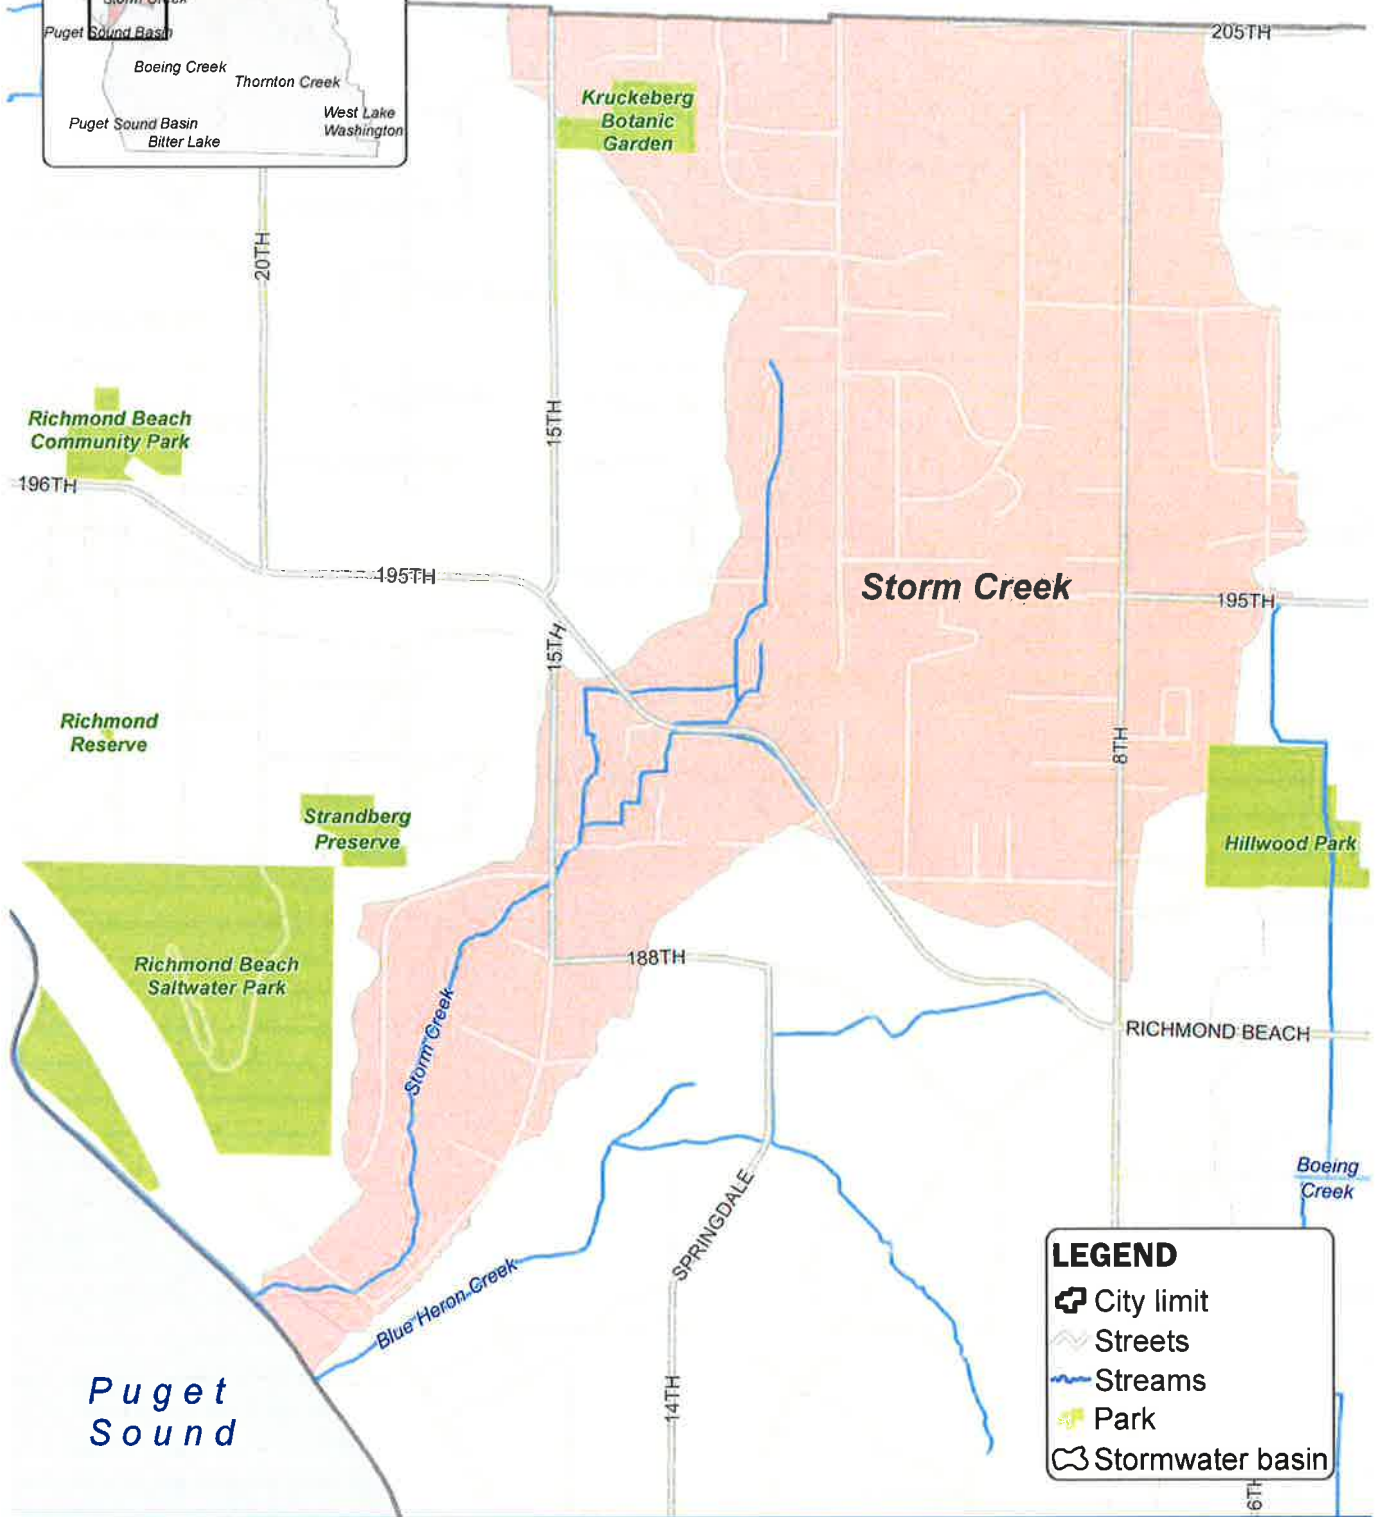 Storm Creek
Puget Sound Basin
Boeing Creek
Thornton Creek
West Lake
Washington
Puget Sound Basin
Bitter Lake
205TH
Kruckeberg
Botanic
Garden
20TH
15TH
Richmond Beach
Community Park
196TH
195TH
Storm Creek
195TH
15TH
Richmond
Reserve
8TH
Strandberg
Preserve
Hillwood Park
Richmond Beach
Saltwater Park
188TH
Storm Creek
RICHMOND BEACH
Boeing
Creek
SPRINGDALE
Blue Heron Creek
Puget
Sound
14TH
LEGEND
City limit
Streets
Streams
Park
Stormwater basin
6TH